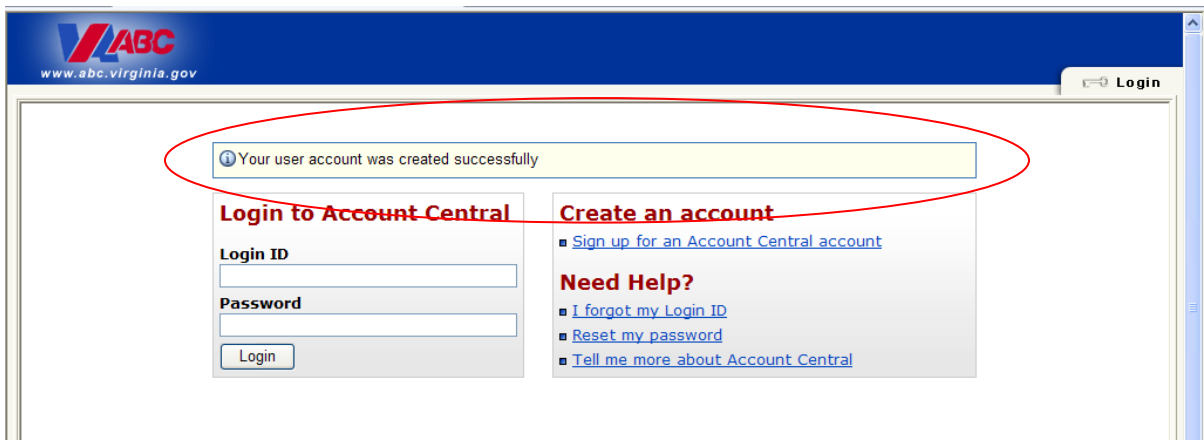 VA ABC
www.abc.virginia.gov
Login
Your user account was created successfully
Login to Account Central
Login ID
Password
Login
Create an account
Sign up for an Account Central account
Need Help?
I forgot my Login ID
Reset my password
Tell me more about Account Central